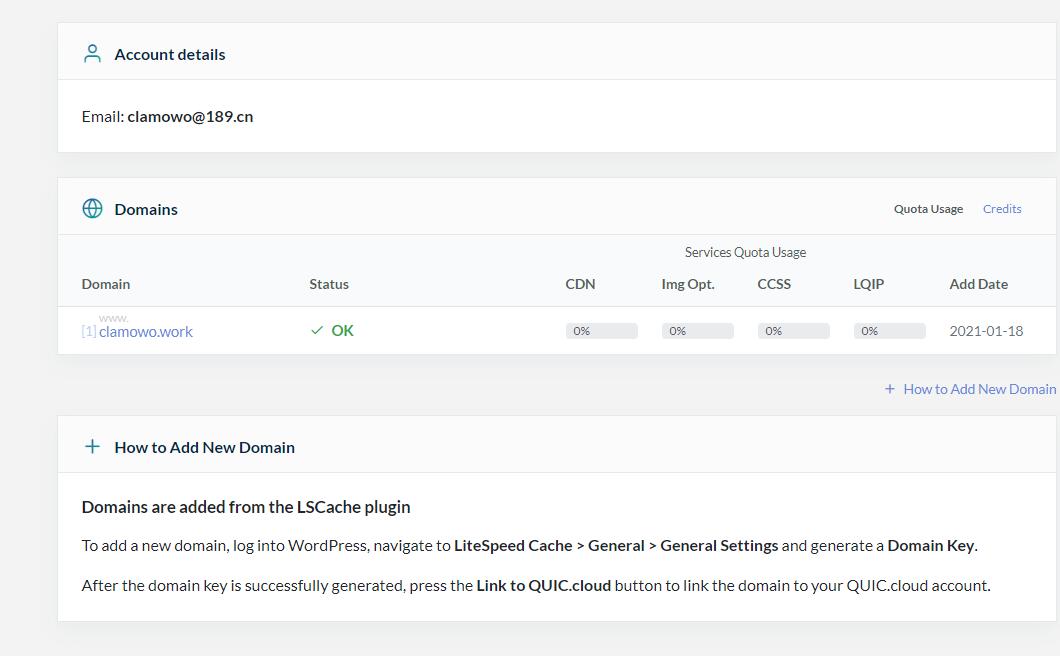 Account details
Email: clamowo@189.cn
Domains
Quota Usage Credits
Services Quota Usage
Domain Status CDN Img Opt. CCSS LQIP Add Date
www.
[1] clamowo.work OK 0% 0% 0% 0% 2021-01-18
+ How to Add New Domain
How to Add New Domain
Domains are added from the LSCache plugin
To add a new domain, log into WordPress, navigate to LiteSpeed Cache > General > General Settings and generate a Domain Key.
After the domain key is successfully generated, press the Link to QUIC.cloud button to link the domain to your QUIC.cloud account.